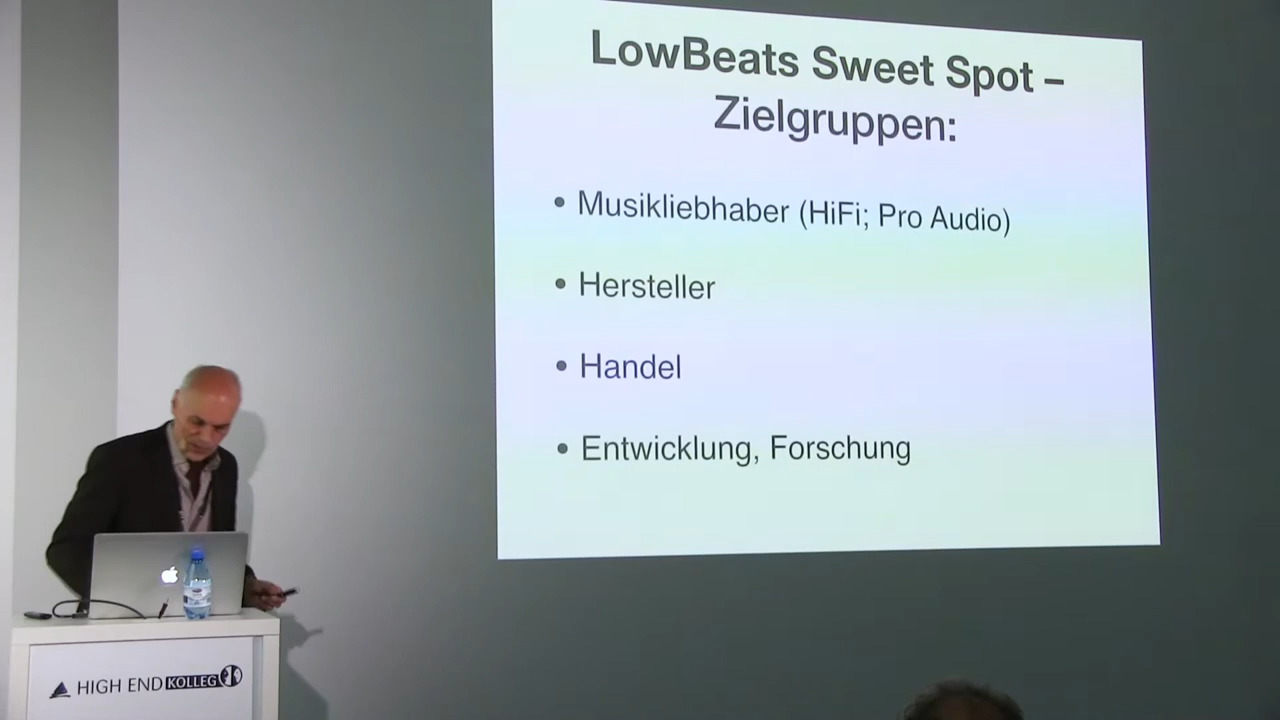 LowBeats Sweet Spot –
Zielgruppen:
• Musikliebhaber (HiFi; Pro Audio)
• Hersteller
• Handel
• Entwicklung, Forschung
HIGH END KOLLEG